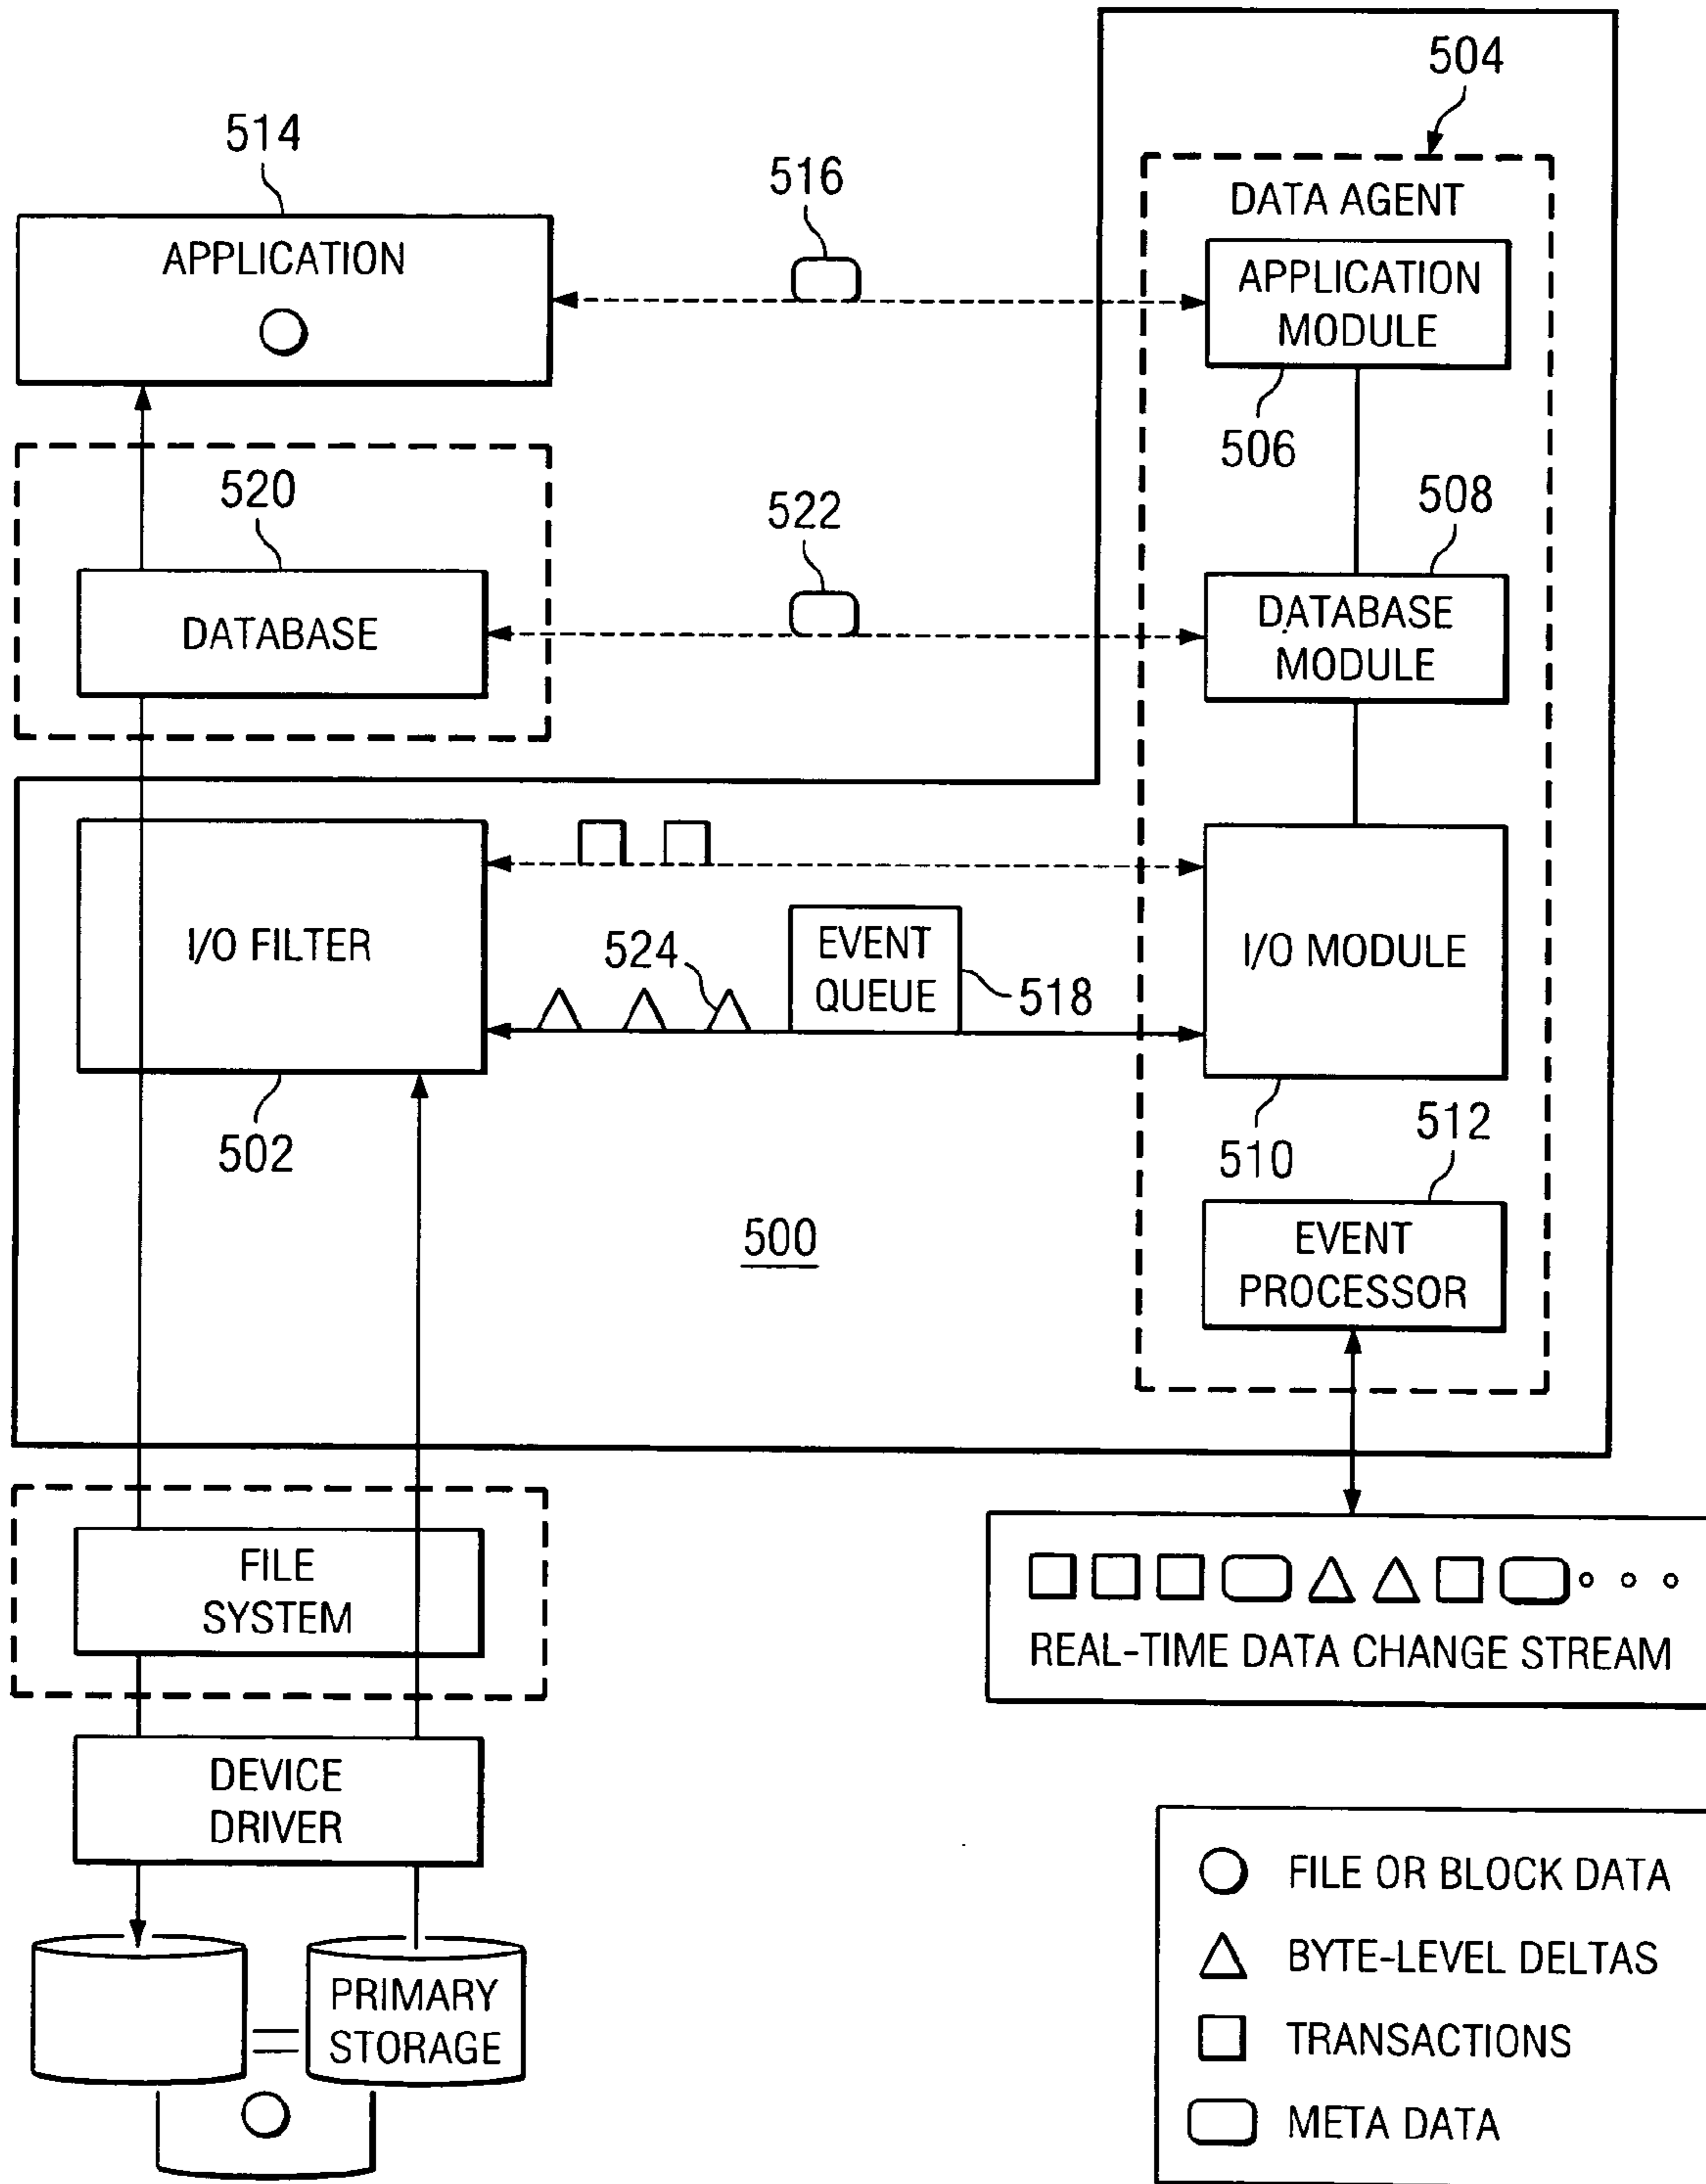 504
514
516
DATA AGENT
APPLICATION
APPLICATION
MODULE
506
520
522
508
DATABASE
DATABASE
MODULE
I/O FILTER
524
EVENT
QUEUE
518
I/O MODULE
502
510
512
500
EVENT
PROCESSOR
FILE
SYSTEM
REAL-TIME DATA CHANGE STREAM
DEVICE
DRIVER
PRIMARY
STORAGE
FILE OR BLOCK DATA
BYTE-LEVEL DELTAS
TRANSACTIONS
META DATA